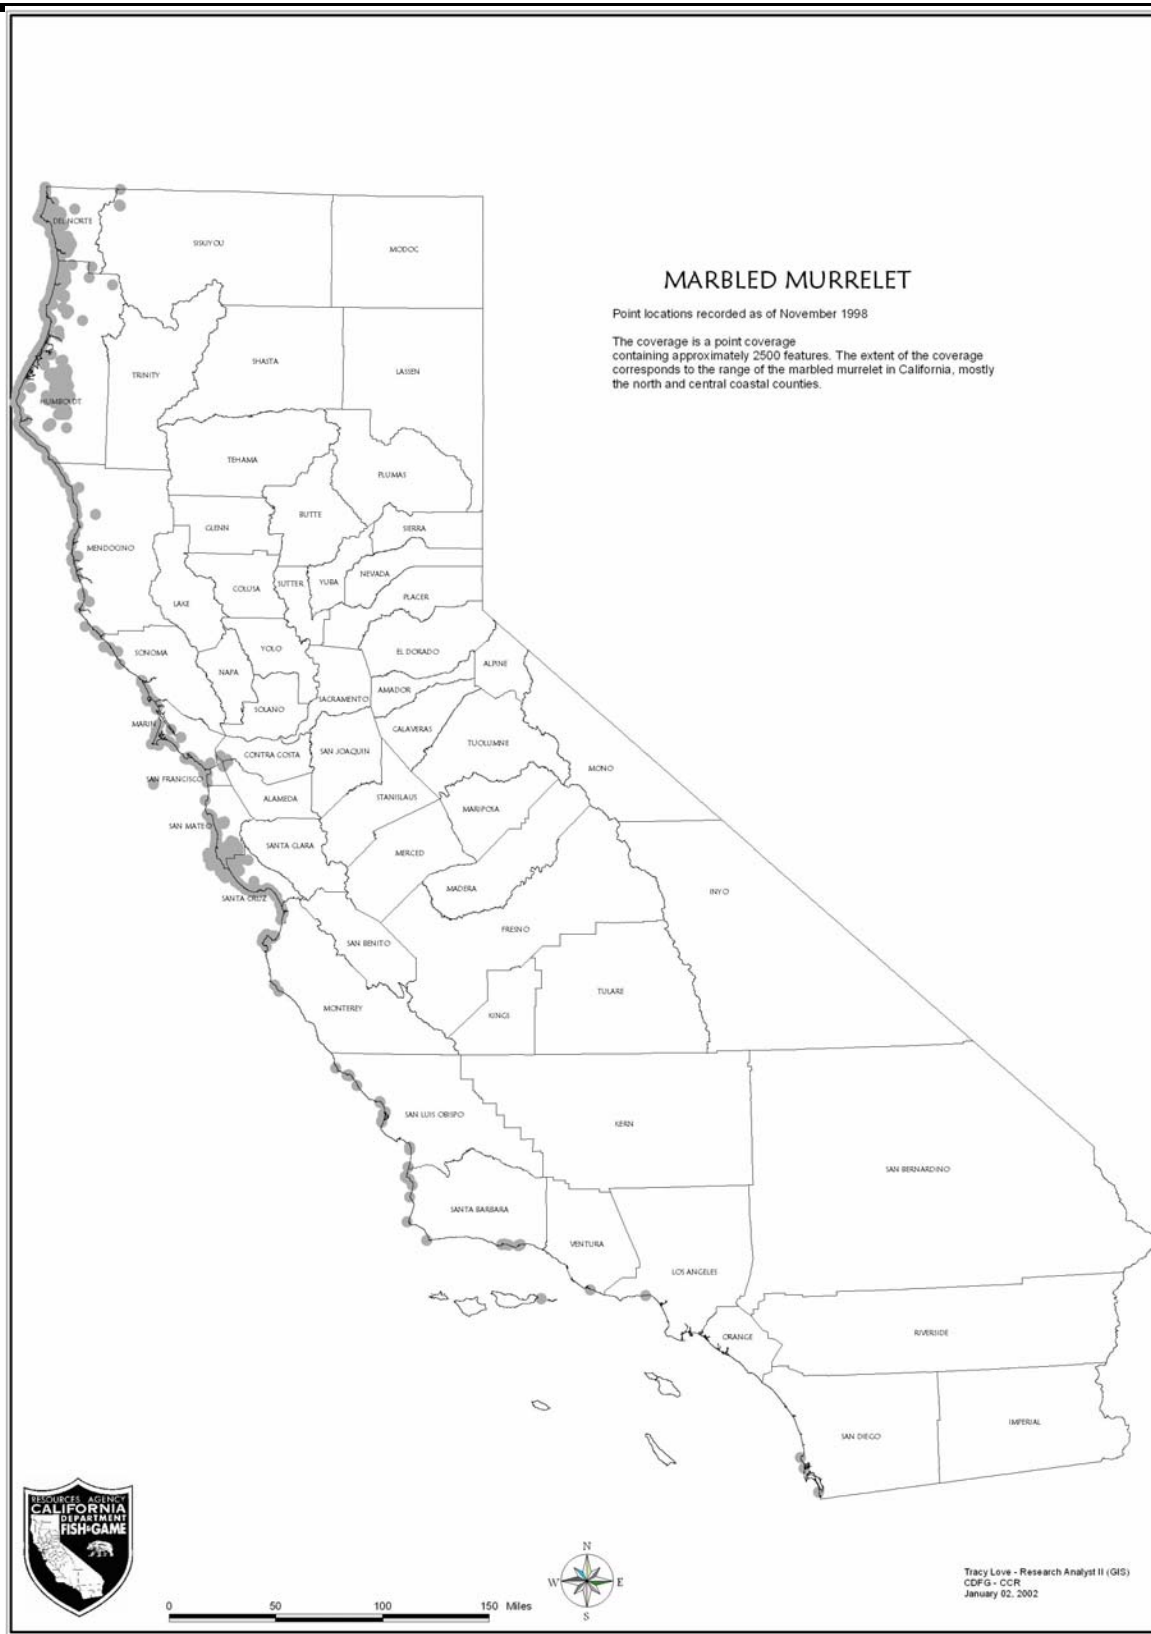 MARBLED MURRELET
Point locations recorded as of November 1998
The coverage is a point coverage
containing approximately 2500 features. The extent of the coverage
corresponds to the range of the marbled murrelet in California, mostly
the north and central coastal counties.
DEL NORTE
SISKIYOU
MODOC
HUMBOLDT
TRINITY
SHASTA
LASSEN
TEHAMA
PLUMAS
MENDOCINO
GLENN
BUTTE
SIERRA
LAKE
COLUSA
SUTTER
YUBA
NEVADA
PLACER
SONOMA
NAPA
YOLO
EL DORADO
ALPINE
SOLANO
SACRAMENTO
AMADOR
MARIN
CALAVERAS
CONTRA COSTA
SAN JOAQUIN
TUOLUMNE
MONO
SAN FRANCISCO
ALAMEDA
STANISLAUS
MARIPOSA
SAN MATEO
SANTA CLARA
MERCED
MADERA
INYO
SANTA CRUZ
SAN BENITO
FRESNO
MONTEREY
KINGS
TULARE
SAN LUIS OBISPO
KERN
SAN BERNARDINO
SANTA BARBARA
VENTURA
LOS ANGELES
ORANGE
RIVERSIDE
SAN DIEGO
IMPERIAL
RESOURCES AGENCY
CALIFORNIA
DEPARTMENT
FISH & GAME
0 50 100 150 Miles
N
W E
S
Tracy Love - Research Analyst II (GIS)
CDFG - CCR
January 02, 2002